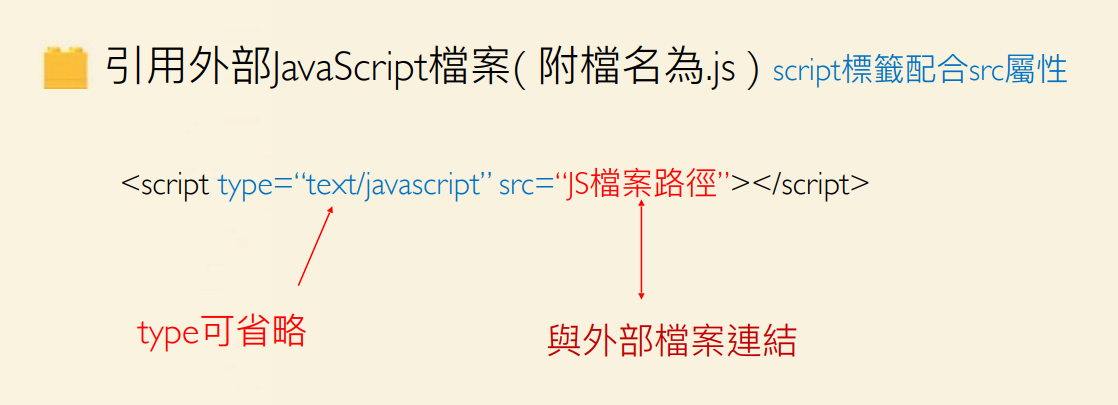 引用外部JavaScript檔案( 附檔名為.js ) script標籤配合src屬性
<script type=“text/javascript” src=“JS檔案路徑”></script>
type可省略
與外部檔案連結